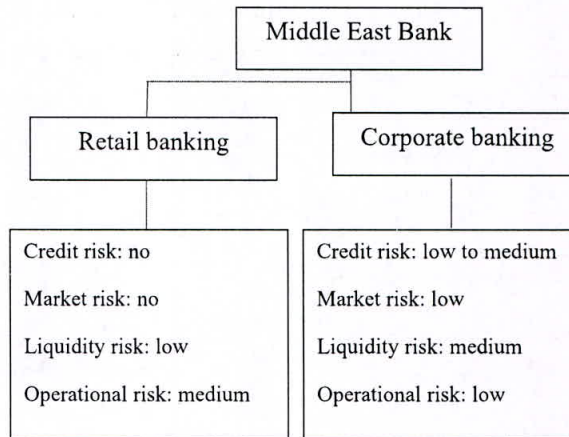 Middle East Bank
Retail banking
Corporate banking
Credit risk: no
Market risk: no
Liquidity risk: low
Operational risk: medium
Credit risk: low to medium
Market risk: low
Liquidity risk: medium
Operational risk: low